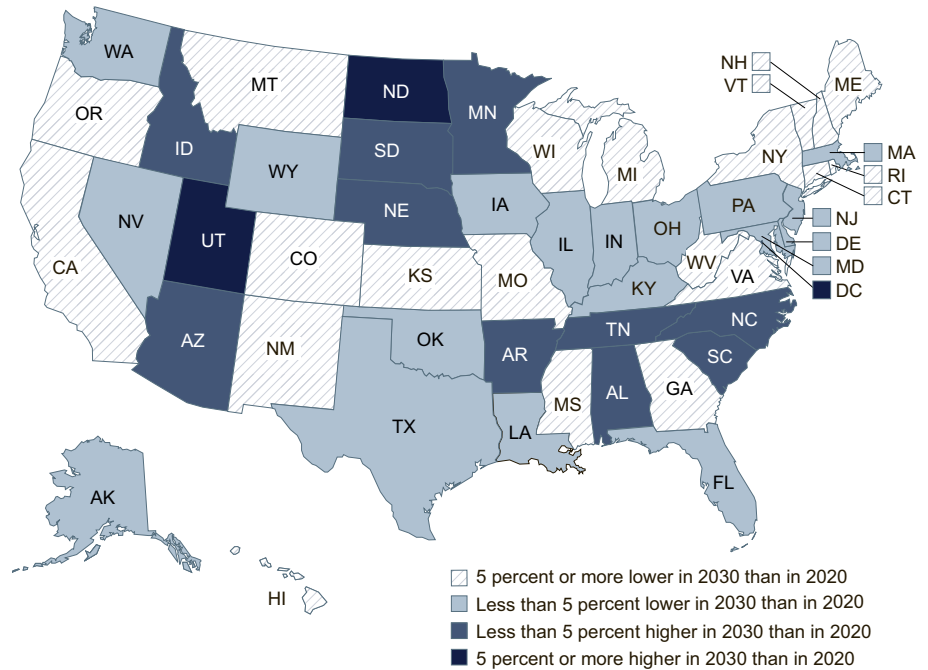 WA
MT
ND
MN
OR
ID
SD
WY
NE
WI
MI
NH
VT
ME
NY
MA
RI
CT
NJ
DE
MD
DC
PA
IA
NV
UT
CO
CA
KS
MO
IL
IN
OH
WV
VA
KY
AZ
NM
OK
AR
TN
NC
SC
MS
AL
GA
TX
LA
FL
AK
HI
5 percent or more lower in 2030 than in 2020
Less than 5 percent lower in 2030 than in 2020
Less than 5 percent higher in 2030 than in 2020
5 percent or more higher in 2030 than in 2020